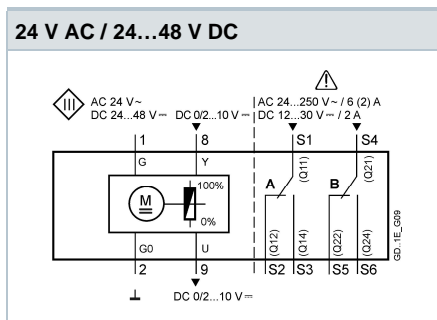 24 V AC / 24...48 V DC
III AC 24 V ~
DC 24...48 V ⎓ DC 0/2...10 V ⎓
AC 24...250 V ~ / 6 (2) A
DC 12...30 V ⎓ / 2 A
1 8 S1 S4
G Y (Q11) (Q21)
A B
M 100%
0%
G0 U (Q12) (Q14) (Q22) (Q24)
2 9 S2 S3 S5 S6
DC 0/2...10 V ⎓
GD..1E_G09